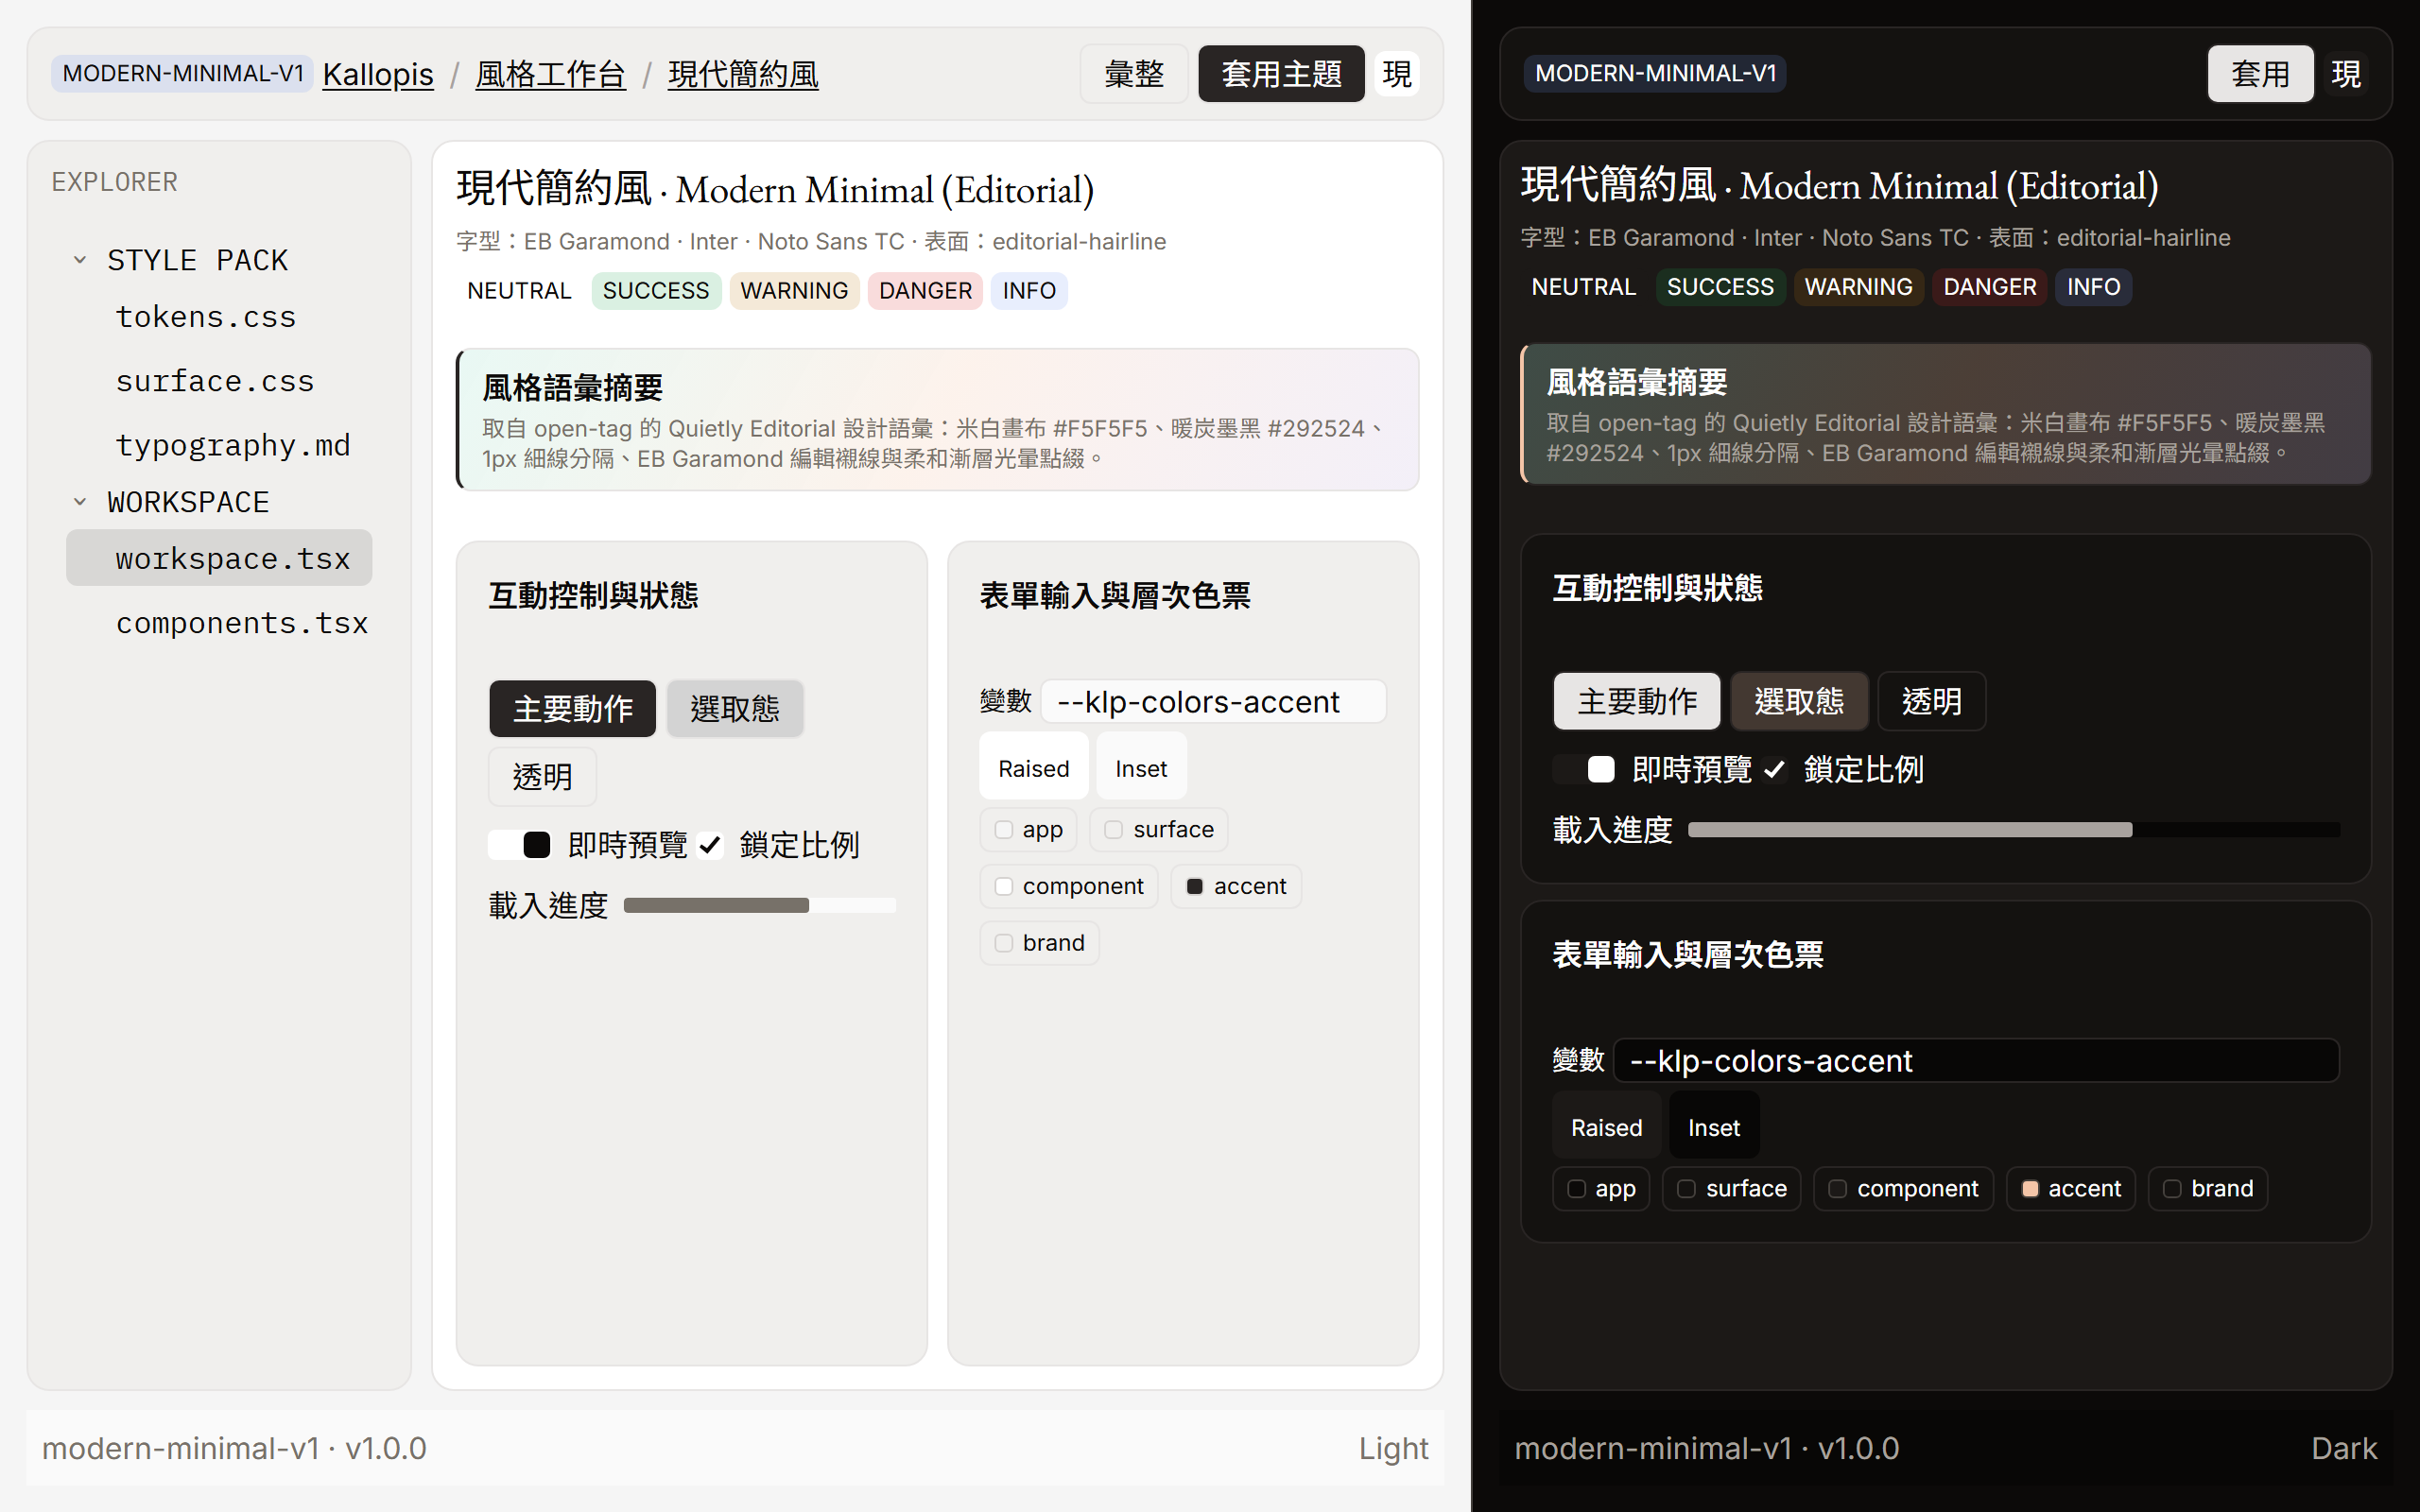 MODERN-MINIMAL-V1 Kallopis / 風格工作台 / 現代簡約風 彙整 套用主題 現
EXPLORER
STYLE PACK
tokens.css
surface.css
typography.md
WORKSPACE
workspace.tsx
components.tsx
現代簡約風 · Modern Minimal (Editorial)
字型：EB Garamond · Inter · Noto Sans TC · 表面：editorial-hairline
NEUTRAL SUCCESS WARNING DANGER INFO
風格語彙摘要
取自 open-tag 的 Quietly Editorial 設計語彙：米白畫布 #F5F5F5、暖炭墨黑 #292524、
1px 細線分隔、EB Garamond 編輯襯線與柔和漸層光暈點綴。
互動控制與狀態
主要動作 選取態
透明
即時預覽 鎖定比例
載入進度
表單輸入與層次色票
變數 --klp-colors-accent
Raised Inset
app surface
component accent
brand
modern-minimal-v1 · v1.0.0 Light
MODERN-MINIMAL-V1 套用 現
現代簡約風 · Modern Minimal (Editorial)
字型：EB Garamond · Inter · Noto Sans TC · 表面：editorial-hairline
NEUTRAL SUCCESS WARNING DANGER INFO
風格語彙摘要
取自 open-tag 的 Quietly Editorial 設計語彙：米白畫布 #F5F5F5、暖炭墨黑
#292524、1px 細線分隔、EB Garamond 編輯襯線與柔和漸層光暈點綴。
互動控制與狀態
主要動作 選取態 透明
即時預覽 鎖定比例
載入進度
表單輸入與層次色票
變數 --klp-colors-accent
Raised Inset
app surface component accent brand
modern-minimal-v1 · v1.0.0 Dark